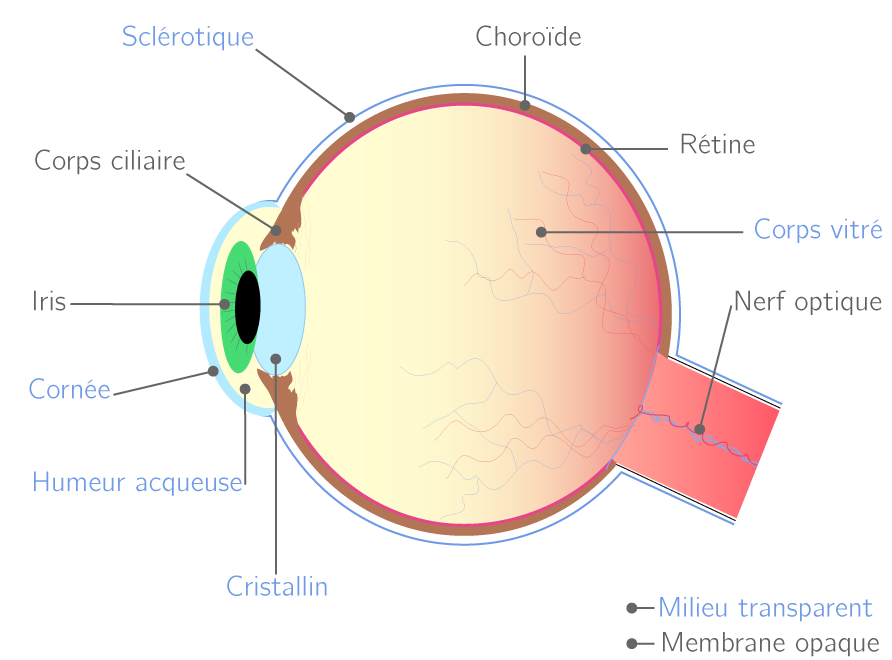 Sclérotique
Choroïde
Rétine
Corps ciliaire
Corps vitré
Iris
Nerf optique
Cornée
Humeur acqueuse
Cristallin
Milieu transparent
Membrane opaque